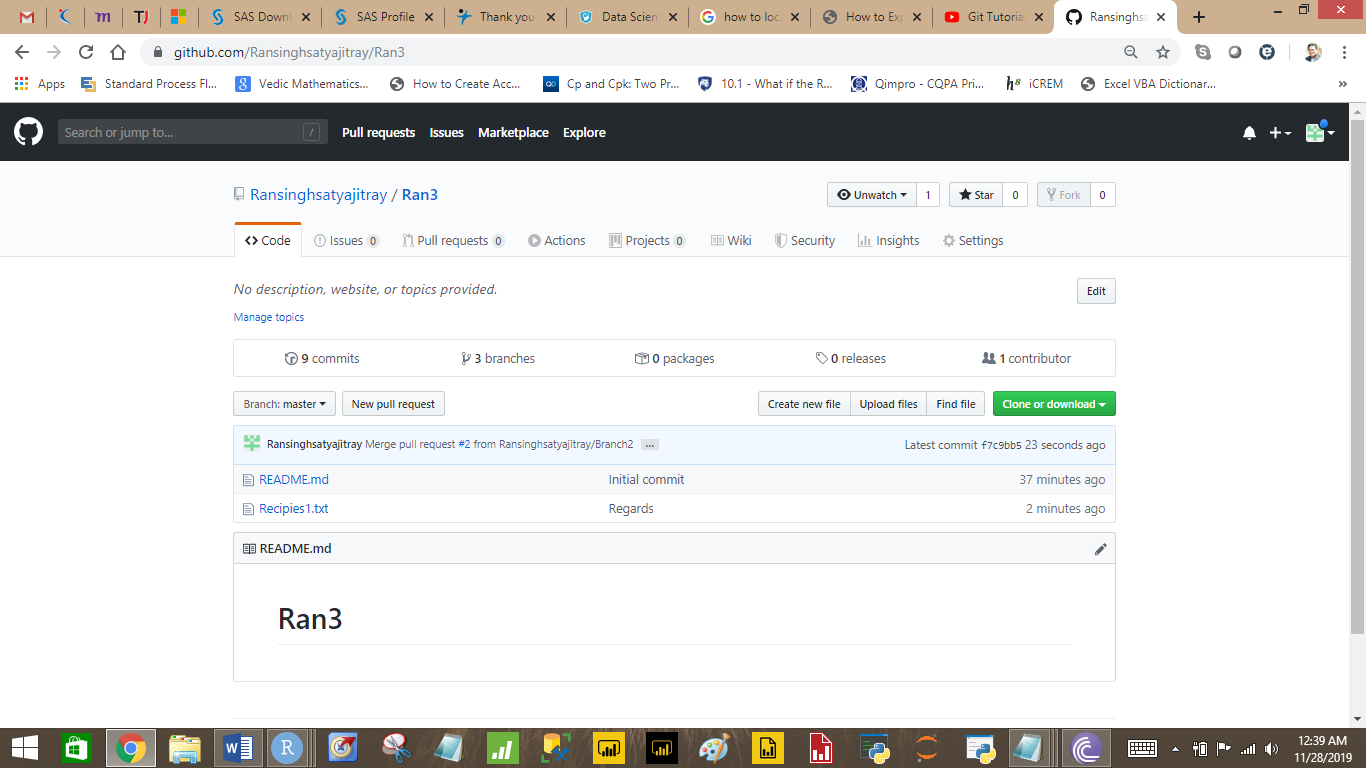 SAS Downl
SAS Profile
Thank you
Data Scien
how to loc
How to Exp
Git Tutoria
Ransinghsa
github.com/Ransinghsatyajitray/Ran3
Apps
Standard Process Fl...
Vedic Mathematics...
How to Create Acc...
Cp and Cpk: Two Pr...
10.1 - What if the R...
Qimpro - CQPA Pri...
iCREM
Excel VBA Dictionar...
»
Search or jump to...
/
Pull requests
Issues
Marketplace
Explore
Ransinghsatyajitray / Ran3
Unwatch
1
Star
0
Fork
0
Code
Issues 0
Pull requests 0
Actions
Projects 0
Wiki
Security
Insights
Settings
No description, website, or topics provided.
Edit
Manage topics
9 commits
3 branches
0 packages
0 releases
1 contributor
Branch: master
New pull request
Create new file
Upload files
Find file
Clone or download
Ransinghsatyajitray Merge pull request #2 from Ransinghsatyajitray/Branch2 ...
Latest commit f7c9bb5 23 seconds ago
README.md
Initial commit
37 minutes ago
Recipies1.txt
Regards
2 minutes ago
README.md
Ran3
12:39 AM
11/28/2019